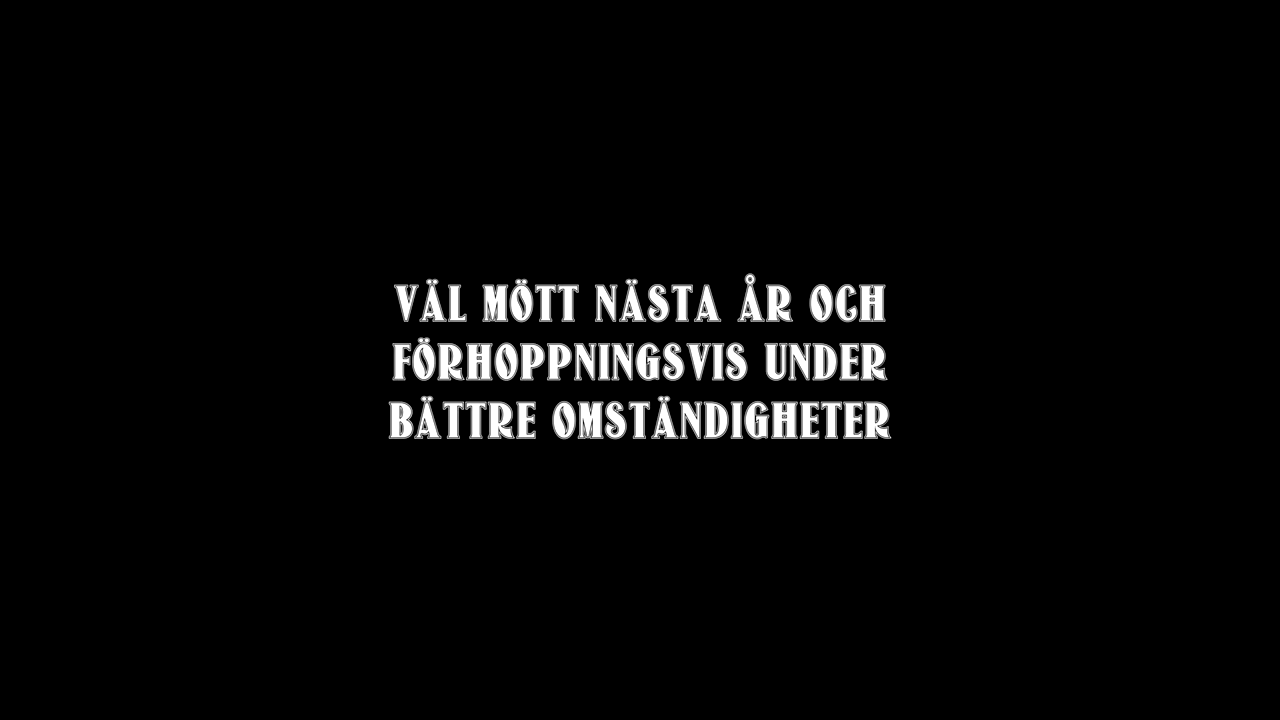 VÄL MÖTT NÄSTA ÅR OCH
FÖRHOPPNINGSVIS UNDER
BÄTTRE OMSTÄNDIGHETER